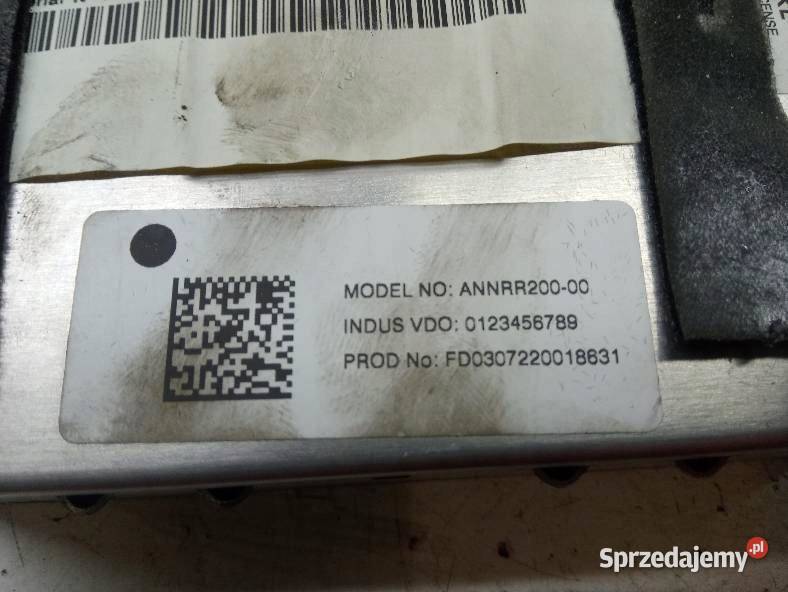 MODEL NO: ANNRR200-00
INDUS VDO: 0123456789
PROD No: FD0307220018631
Sprzedajemy.pl